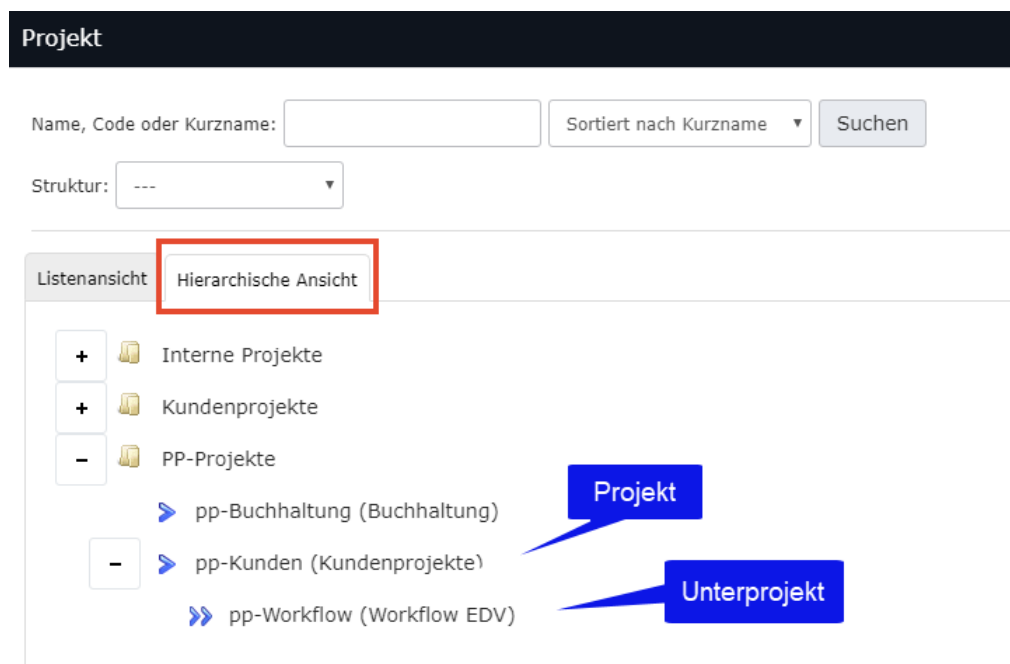 Projekt
Name, Code oder Kurzname: Sortiert nach Kurzname Suchen
Struktur: ---
Listenansicht Hierarchische Ansicht
+ Interne Projekte
+ Kundenprojekte
- PP-Projekte
pp-Buchhaltung (Buchhaltung)
Projekt
- pp-Kunden (Kundenprojekte)
Unterprojekt
pp-Workflow (Workflow EDV)